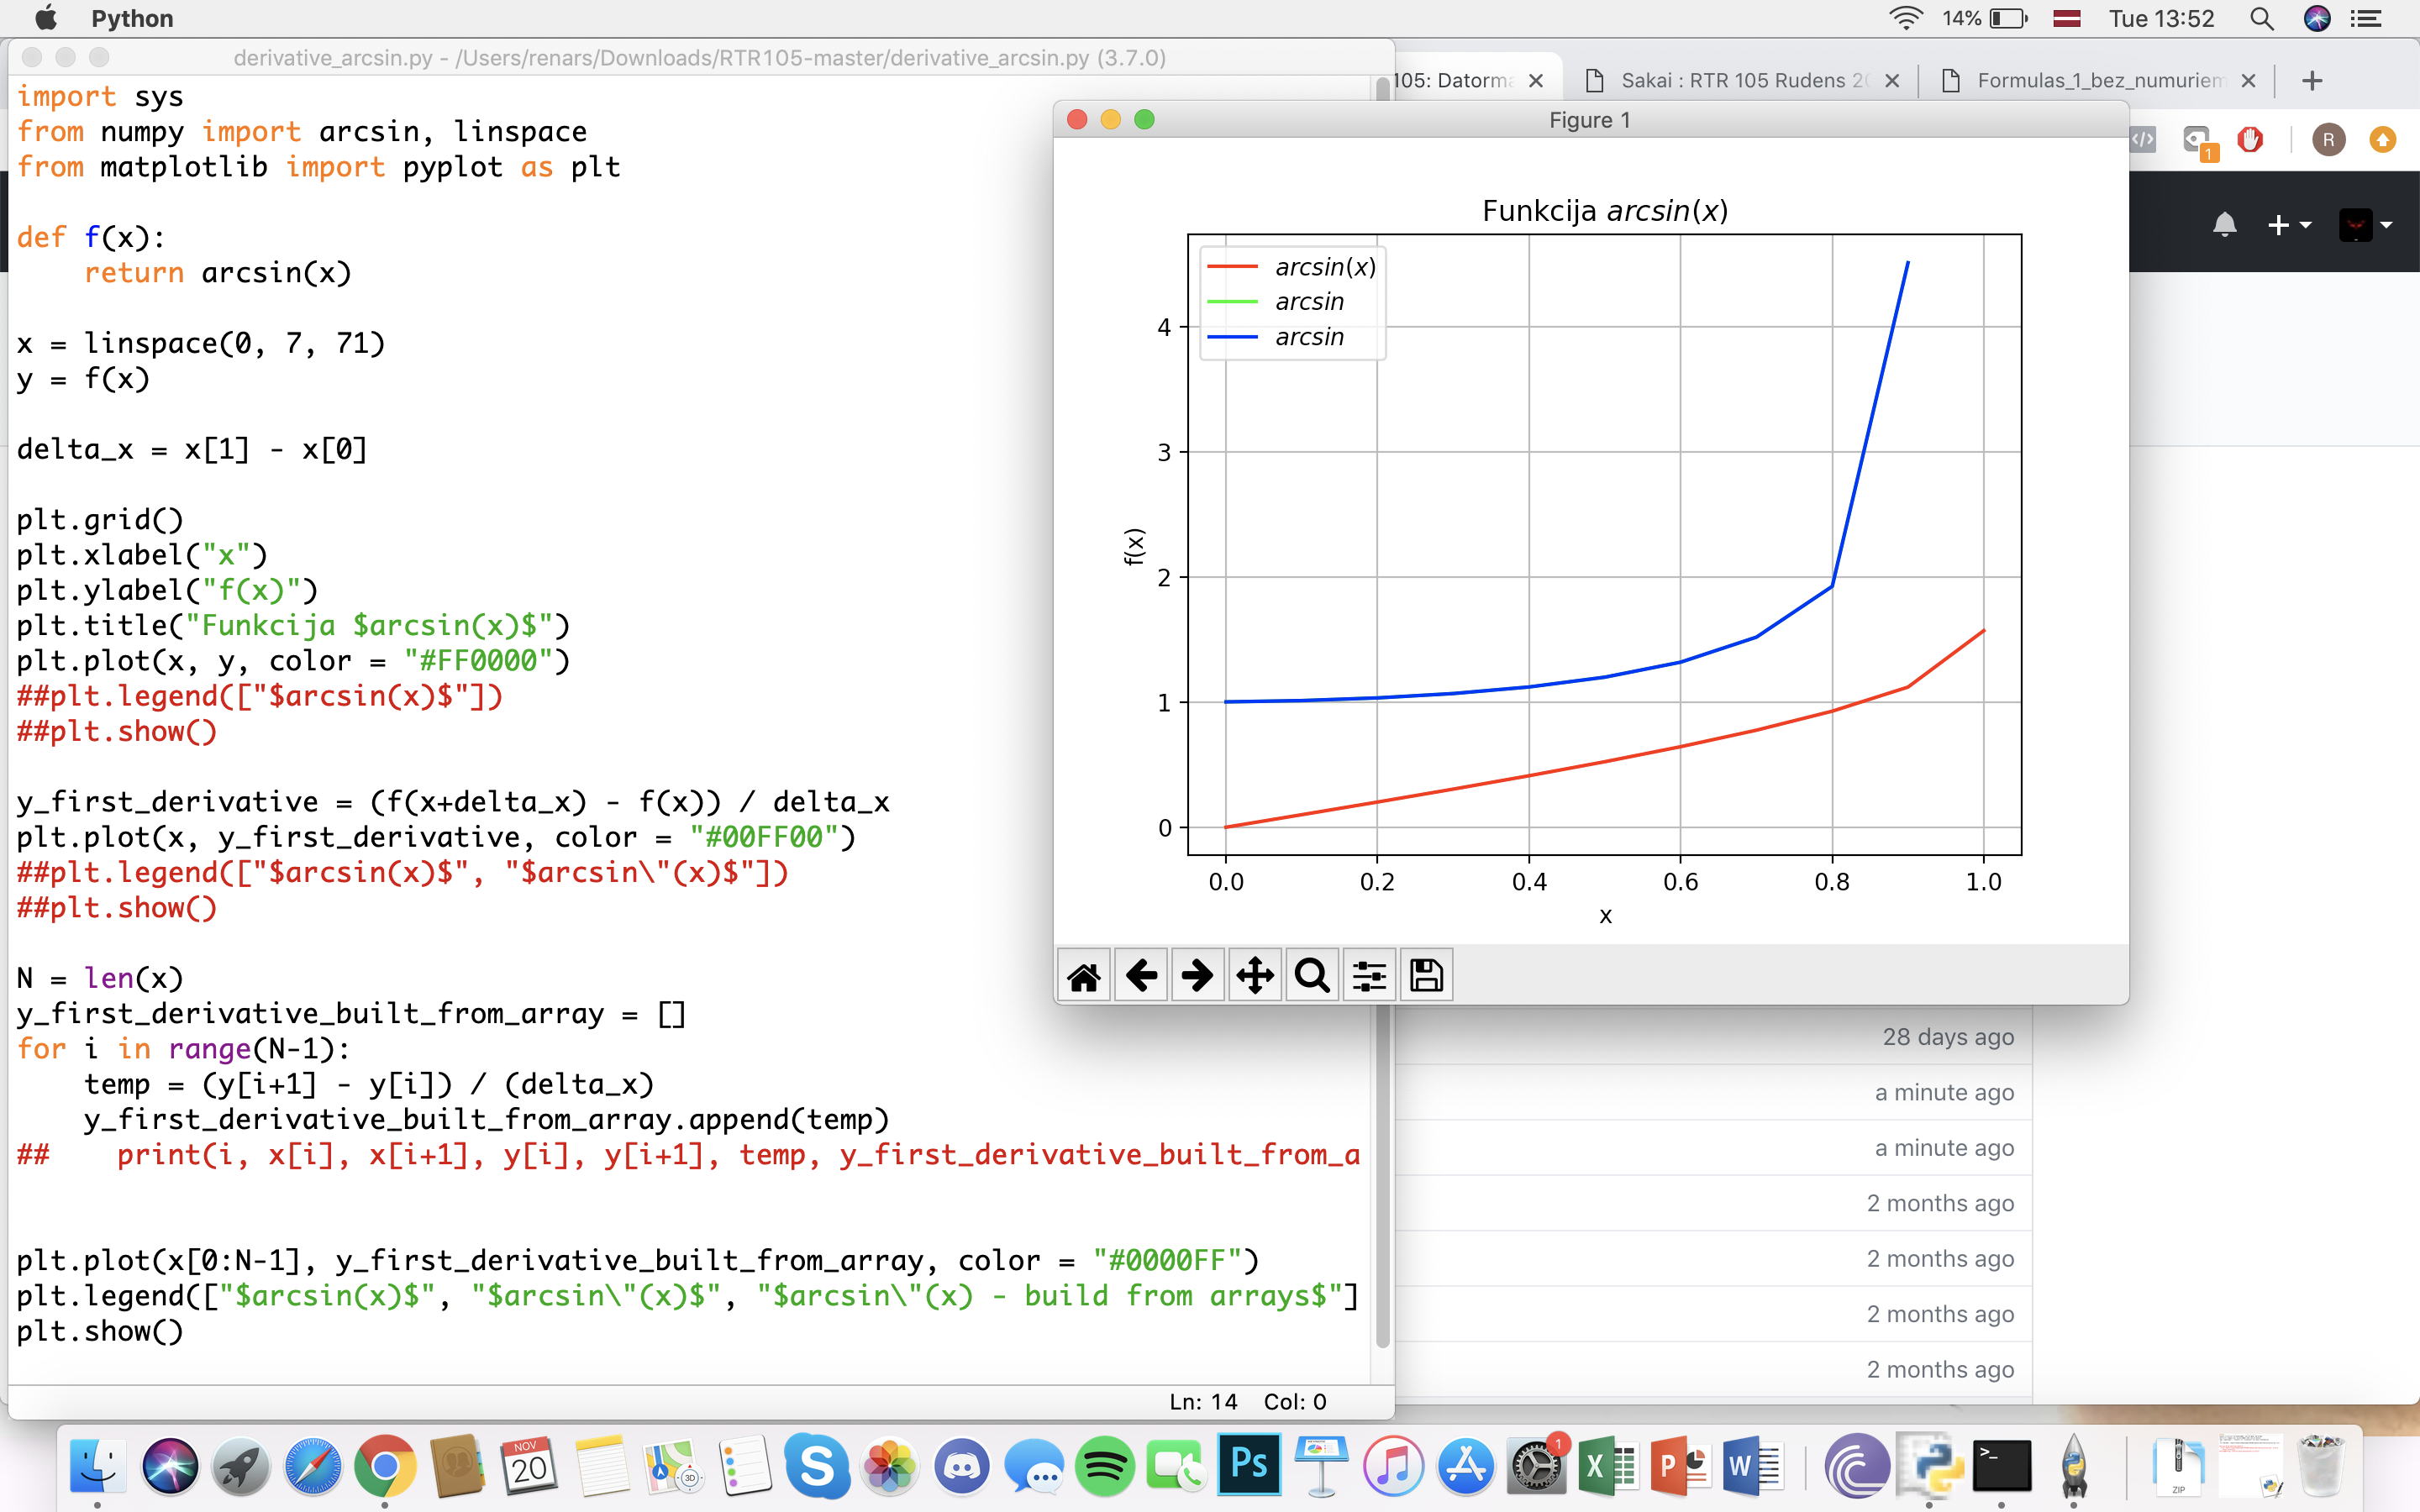 Python
14%
Tue 13:52
derivative_arcsin.py - /Users/renars/Downloads/RTR105-master/derivative_arcsin.py (3.7.0)
105: Datorma
Sakai : RTR 105 Rudens 20
Formulas_1_bez_numuriem
import sys
from numpy import arcsin, linspace
from matplotlib import pyplot as plt
def f(x):
    return arcsin(x)
x = linspace(0, 7, 71)
y = f(x)
delta_x = x[1] - x[0]
plt.grid()
plt.xlabel("x")
plt.ylabel("f(x)")
plt.title("Funkcija $arcsin(x)$")
plt.plot(x, y, color = "#FF0000")
##plt.legend(["$arcsin(x)$"])
##plt.show()
y_first_derivative = (f(x+delta_x) - f(x)) / delta_x
plt.plot(x, y_first_derivative, color = "#00FF00")
##plt.legend(["$arcsin(x)$", "$arcsin\"(x)$"])
##plt.show()
N = len(x)
y_first_derivative_built_from_array = []
for i in range(N-1):
    temp = (y[i+1] - y[i]) / (delta_x)
    y_first_derivative_built_from_array.append(temp)
##    print(i, x[i], x[i+1], y[i], y[i+1], temp, y_first_derivative_built_from_a
plt.plot(x[0:N-1], y_first_derivative_built_from_array, color = "#0000FF")
plt.legend(["$arcsin(x)$", "$arcsin\"(x)$", "$arcsin\"(x) - build from arrays$"]
plt.show()
Ln: 14 Col: 0
Figure 1
Funkcija arcsin(x)
arcsin(x)
arcsin
arcsin
4
3
2
1
0
f(x)
0.0 0.2 0.4 0.6 0.8 1.0
x
1
R
28 days ago
a minute ago
a minute ago
2 months ago
2 months ago
2 months ago
2 months ago
NOV
20
3D
S
Ps
1
X
P
W
>_
ZIP